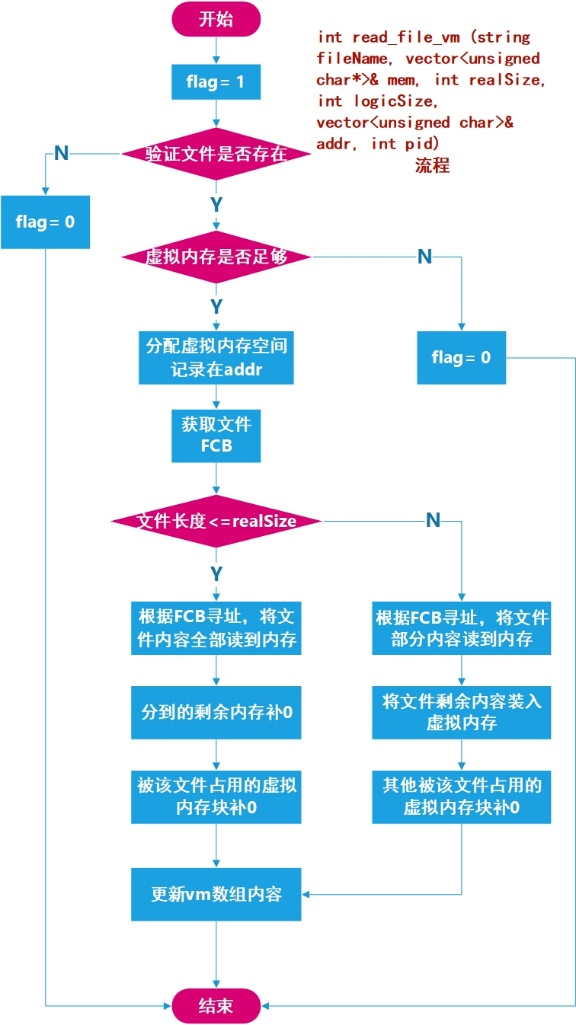 开始
int read_file_vm (string
fileName, vector<unsigned
char*>& mem, int realSize,
int logicSize,
vector<unsigned char>&
addr, int pid)
流程
flag= 1
验证文件是否存在
N
Y
flag= 0
虚拟内存是否足够
N
Y
分配虚拟内存空间
记录在addr
flag= 0
获取文件
FCB
文件长度<=realSize
N
Y
根据FCB寻址，将文
件内容全部读到内存
根据FCB寻址，将文件
部分内容读到内存
分到的剩余内存补0
将文件剩余内容装入
虚拟内存
被该文件占用的虚拟
内存块补0
其他被该文件占用的
虚拟内存块补0
更新vm数组内容
结束